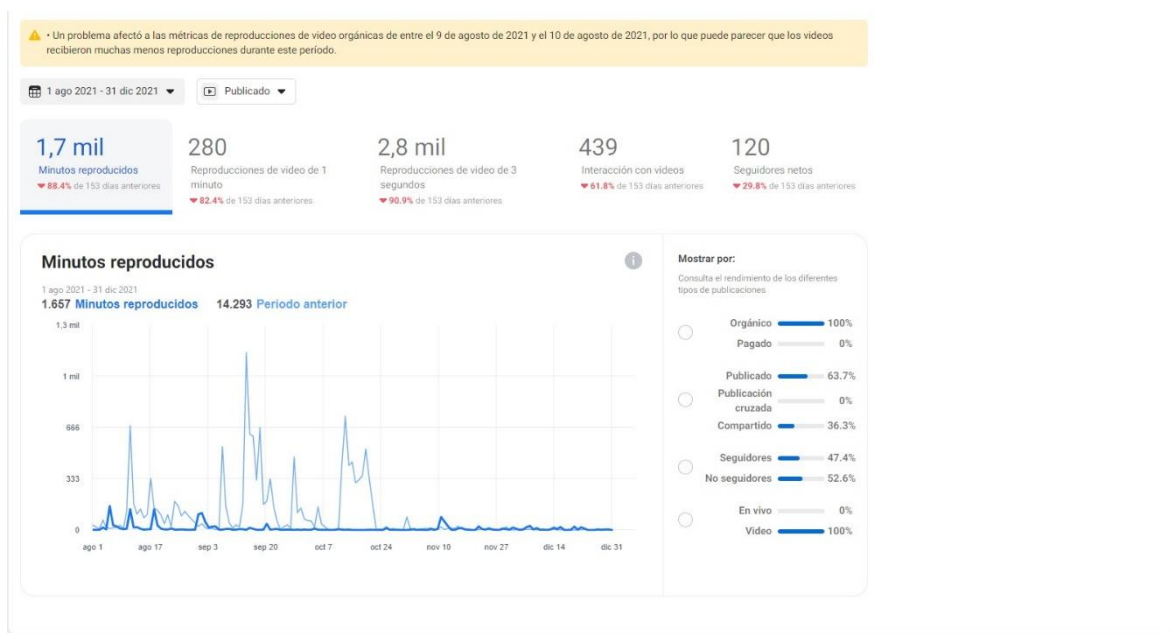 • Un problema afectó a las métricas de reproducciones de video orgánicas de entre el 9 de agosto de 2021 y el 10 de agosto de 2021, por lo que puede parecer que los videos
recibieron muchas menos reproducciones durante este período.
1 ago 2021 - 31 dic 2021
Publicado
1,7 mil
Minutos reproducidos
88.4% de 153 días anteriores
280
Reproducciones de video de 1
minuto
82.4% de 153 días anteriores
2,8 mil
Reproducciones de video de 3
segundos
90.9% de 153 días anteriores
439
Interacción con videos
61.8% de 153 días anteriores
120
Seguidores netos
29.8% de 153 días anteriores
Minutos reproducidos
1 ago 2021 - 31 dic 2021
1.657 Minutos reproducidos 14.293 Período anterior
1,3 mil
1 mil
666
333
0
ago 1 ago 17 sep 3 sep 20 oct 7 oct 24 nov 10 nov 27 dic 14 dic 31
Mostrar por:
Consulta el rendimiento de los diferentes
tipos de publicaciones
Orgánico 100%
Pagado 0%
Publicado 63.7%
Publicación
cruzada 0%
Compartido 36.3%
Seguidores 47.4%
No seguidores 52.6%
En vivo 0%
Video 100%